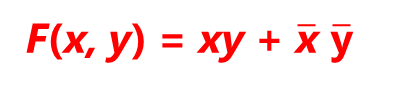 F(x, y) = xy + x̅ y̅